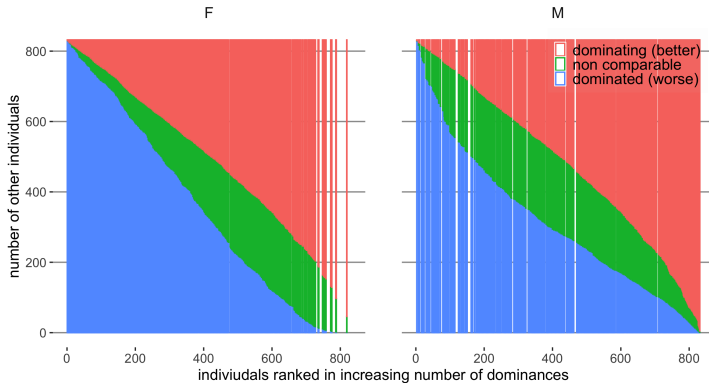 F
M
number of other individuals
800
600
400
200
0
dominating (better)
non comparable
dominated (worse)
0 200 400 600 800
0 200 400 600 800
indiviudals ranked in increasing number of dominances